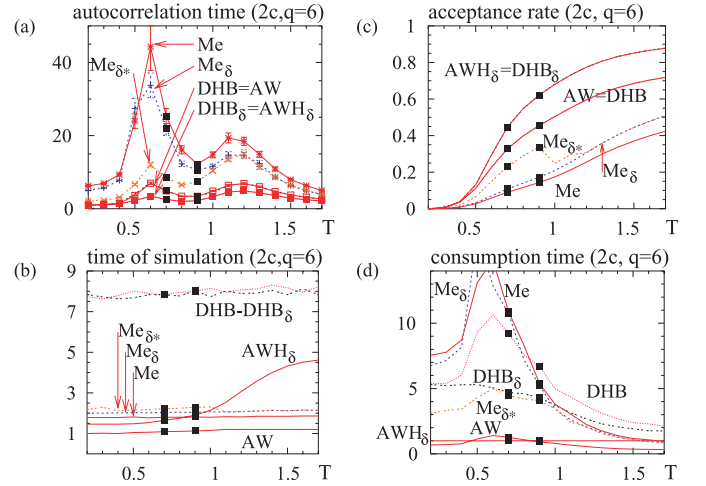 (a) autocorrelation time (2c,q=6)
40
20
0
0.5
1
1.5
T
Me
Meδ*
Meδ
DHB=AW
DHBδ=AWHδ
(c) acceptance rate (2c, q=6)
1
0.8
0.6
0.4
0.2
0
0.5
1
1.5
T
AWHδ=DHBδ
AW=DHB
Meδ*
Meδ
Me
(b) time of simulation (2c,q=6)
9
7
5
3
1
0.5
1
1.5
T
DHB-DHBδ
Meδ*
Meδ
Me
AWHδ
AW
(d) consumption time (2c, q=6)
10
5
0
0.5
1
1.5
T
Meδ
Me
DHBδ
DHB
Meδ*
AW
AWHδ